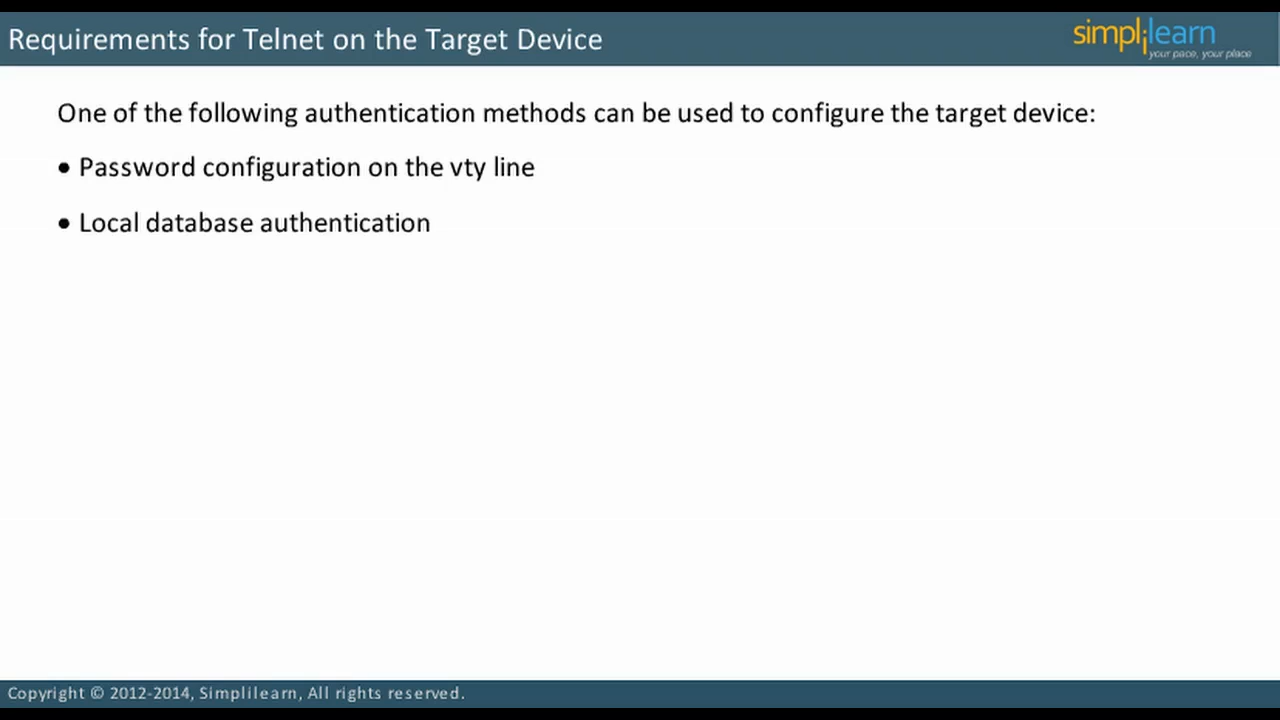 Requirements for Telnet on the Target Device
simplilearn
your pace, your place
One of the following authentication methods can be used to configure the target device:
• Password configuration on the vty line
• Local database authentication
Copyright © 2012-2014, Simplilearn, All rights reserved.